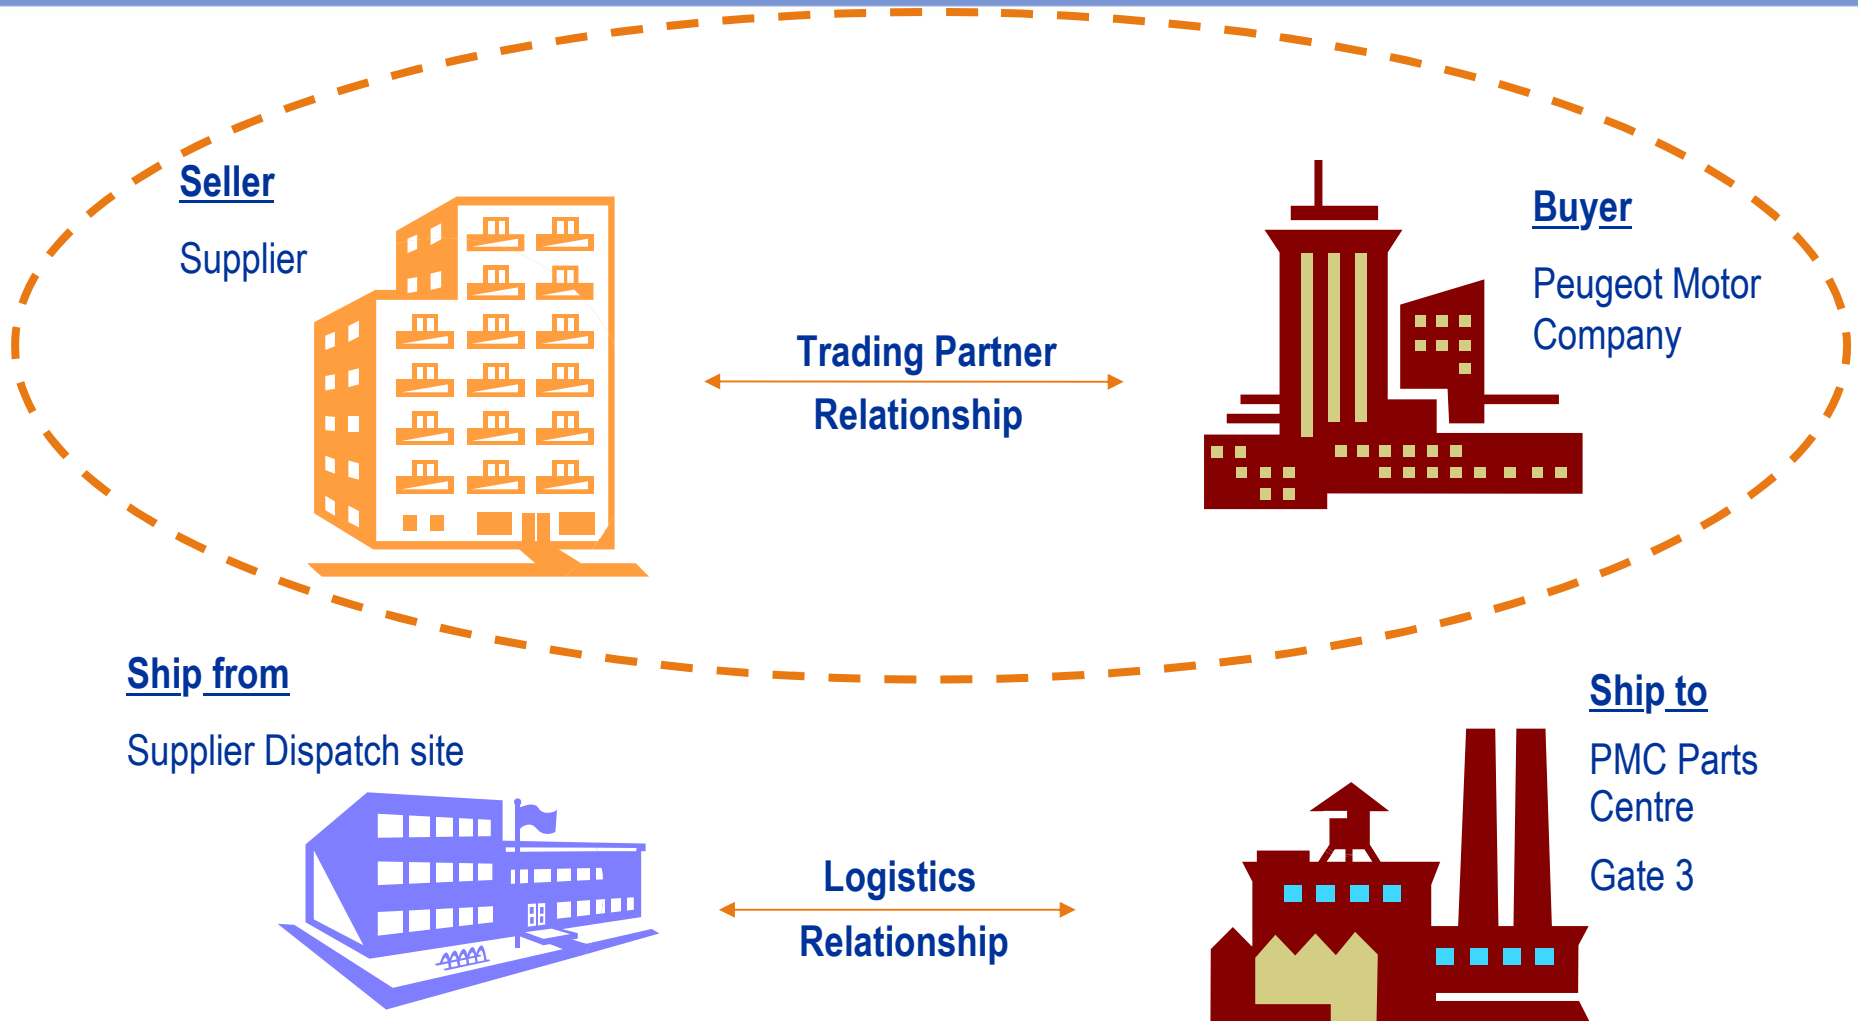 Seller
Supplier
Trading Partner
Relationship
Buyer
Peugeot Motor
Company
Ship from
Supplier Dispatch site
Logistics
Relationship
Ship to
PMC Parts
Centre
Gate 3